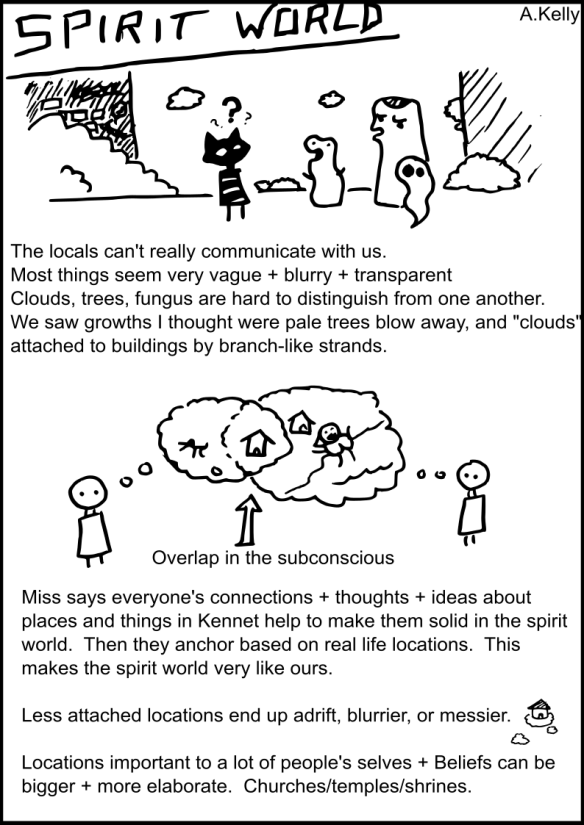 SPIRIT WORLD
A.Kelly
? ? ?
The locals can't really communicate with us.
Most things seem very vague + blurry + transparent
Clouds, trees, fungus are hard to distinguish from one another.
We saw growths I thought were pale trees blow away, and "clouds"
attached to buildings by branch-like strands.
Overlap in the subconscious
Miss says everyone's connections + thoughts + ideas about
places and things in Kennet help to make them solid in the spirit
world. Then they anchor based on real life locations. This
makes the spirit world very like ours.
Less attached locations end up adrift, blurrier, or messier.
Locations important to a lot of people's selves + Beliefs can be
bigger + more elaborate. Churches/temples/shrines.